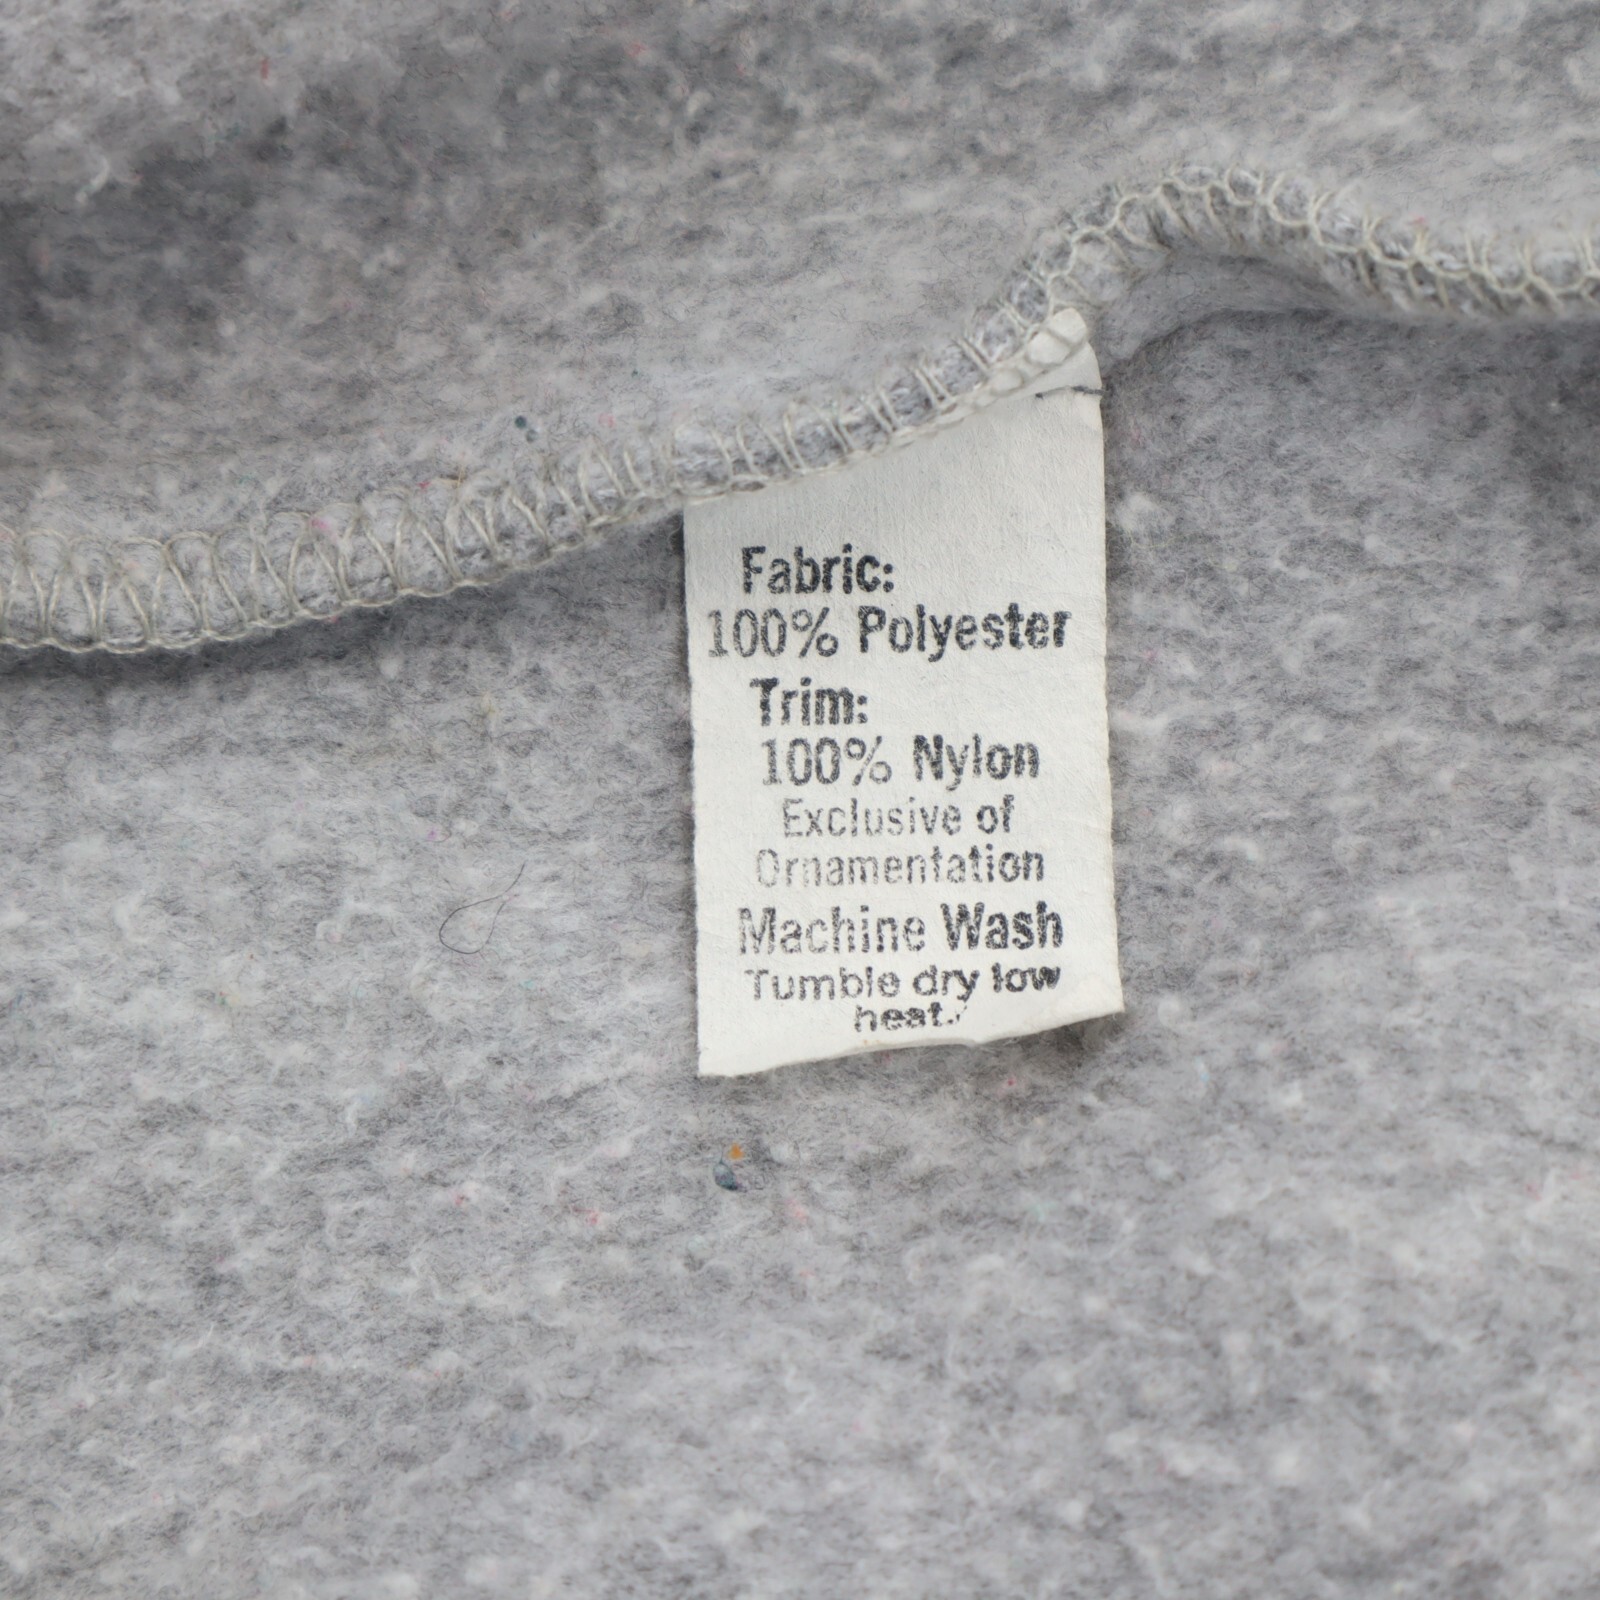 Fabric:
100% Polyester
Trim:
100% Nylon
Exclusive of
Ornamentation
Machine Wash
Tumble dry low
heat.